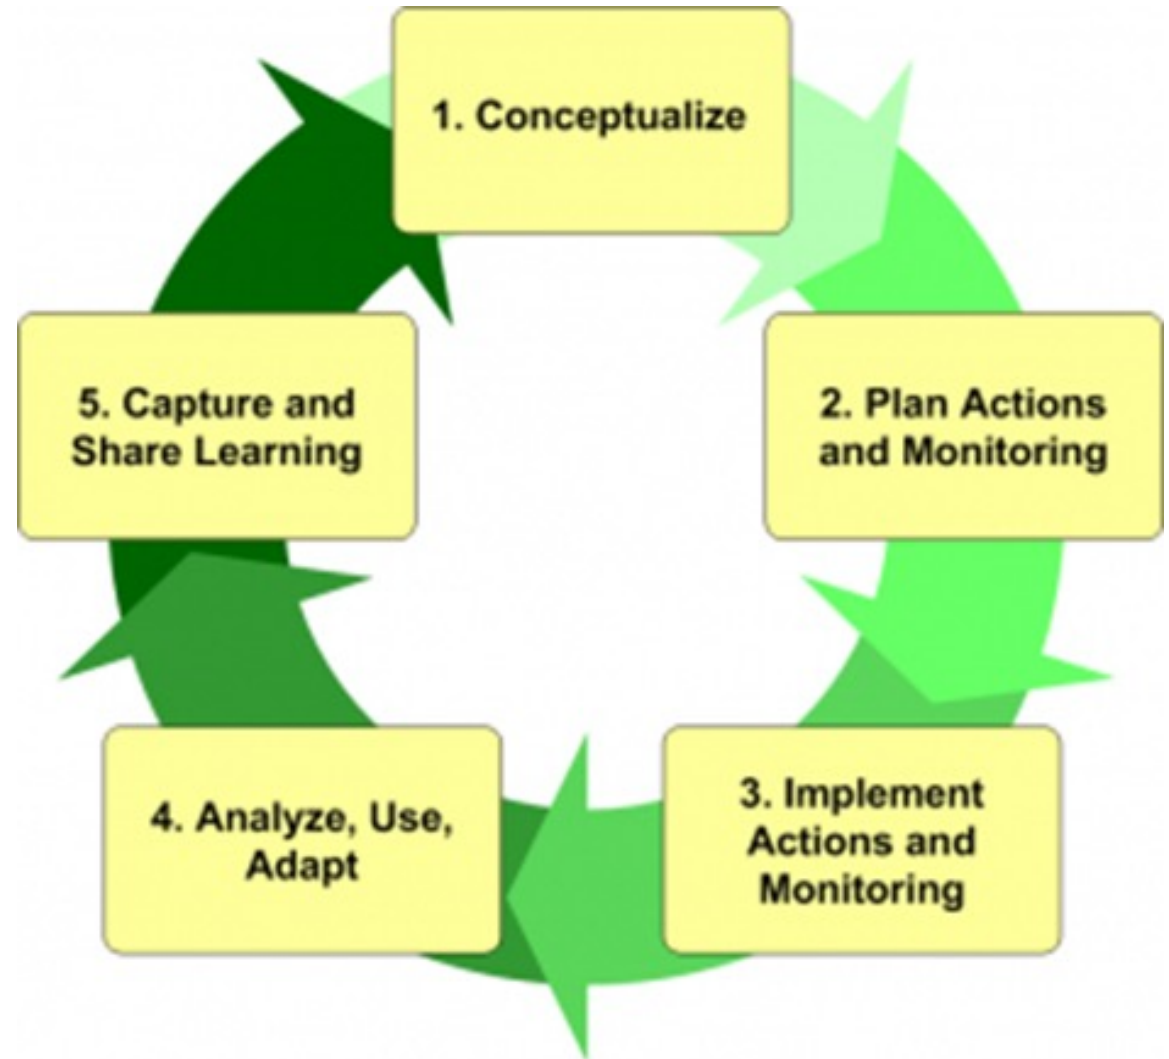 1. Conceptualize
2. Plan Actions
and Monitoring
3. Implement
Actions and
Monitoring
4. Analyze, Use,
Adapt
5. Capture and
Share Learning